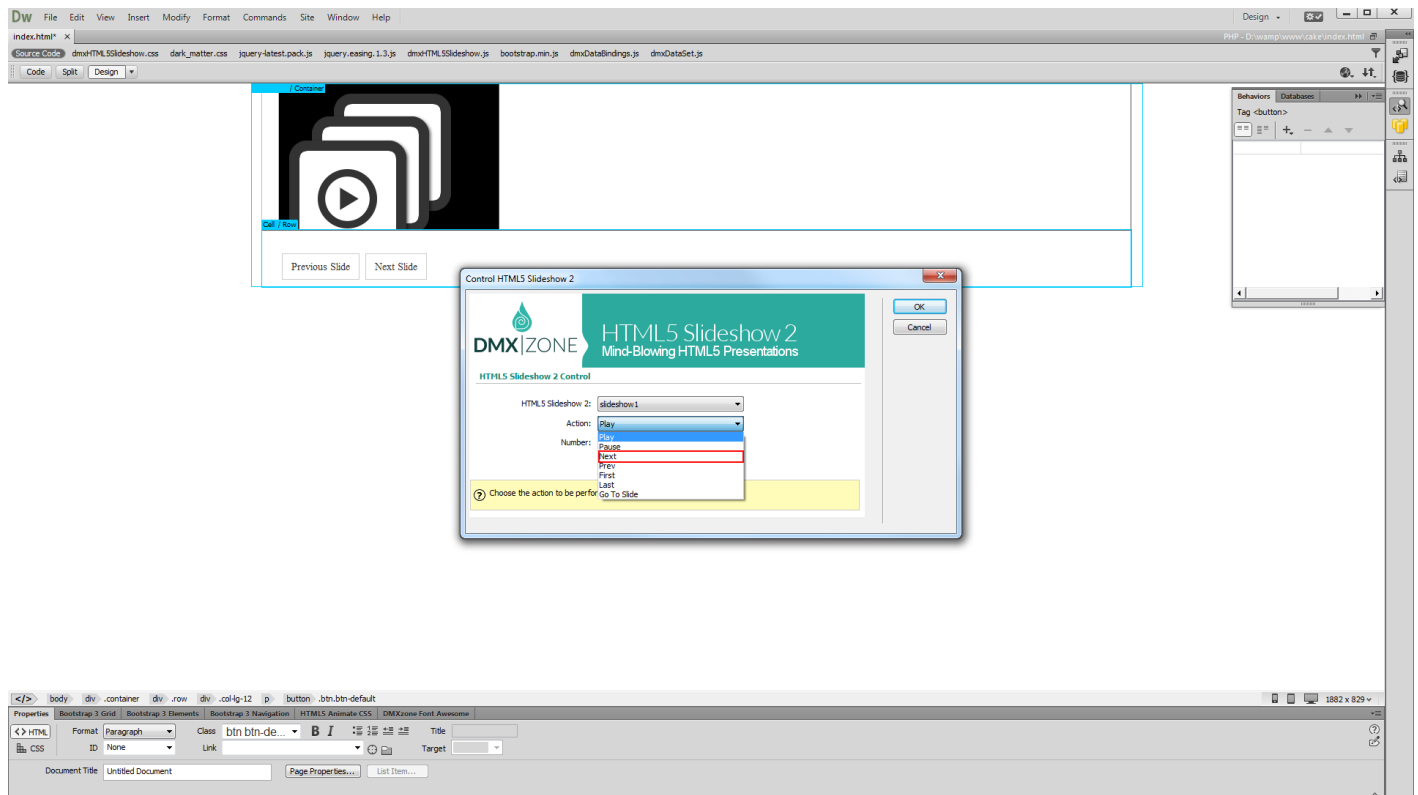 DW File Edit View Insert Modify Format Commands Site Window Help Design
index.html* × PHP - D:\wamp\www\cake\index.html
Source Code dmxHTML5Slideshow.css dark_matter.css jquery-latest.pack.js jquery.easing.1.3.js dmxHTML5Slideshow.js bootstrap.min.js dmxDataBindings.js dmxDataSet.js
Code Split Design
/ Container
Behaviors Databases
Tag <button>
Cell / Row
Previous Slide Next Slide
Control HTML5 Slideshow 2
OK
Cancel
DMX|ZONE
HTML5 Slideshow 2
Mind-Blowing HTML5 Presentations
HTML5 Slideshow 2 Control
HTML5 Slideshow 2: slideshow1
Action: Play
Number:
Play
Pause
Next
Prev
First
Last
Go To Slide
Choose the action to be perfor
</> body div .container div .row div .col-lg-12 p button .btn.btn-default 1882 x 829
Properties Bootstrap 3 Grid Bootstrap 3 Elements Bootstrap 3 Navigation HTML5 Animate CSS DMXzone Font Awesome
<> HTML Format Paragraph Class btn btn-de... B I Title
CSS ID None Link Target
Document Title Untitled Document Page Properties... List Item...